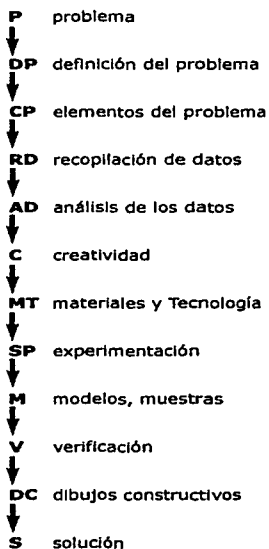 P problema
DP definición del problema
CP elementos del problema
RD recopilación de datos
AD análisis de los datos
C creatividad
MT materiales y Tecnología
SP experimentación
M modelos, muestras
V verificación
DC dibujos constructivos
S solución